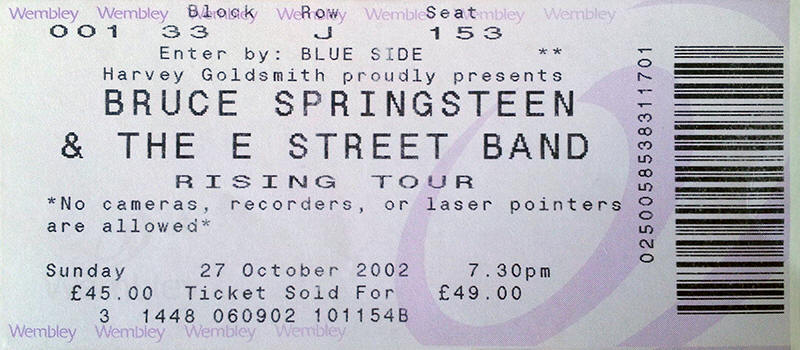 Wembley Wembley Wembley Wembley Wembley Wembley Wembley
Block Row Seat
001 33 J 153
Enter by: BLUE SIDE **
Harvey Goldsmith proudly presents
BRUCE SPRINGSTEEN
& THE E STREET BAND
RISING TOUR
*No cameras, recorders, or laser pointers
are allowed*
Sunday 27 October 2002 7.30pm
£45.00 Ticket Sold For £49.00
3 1448 060902 101154B
Wembley Wembley Wembley Wembley
0250058538311701